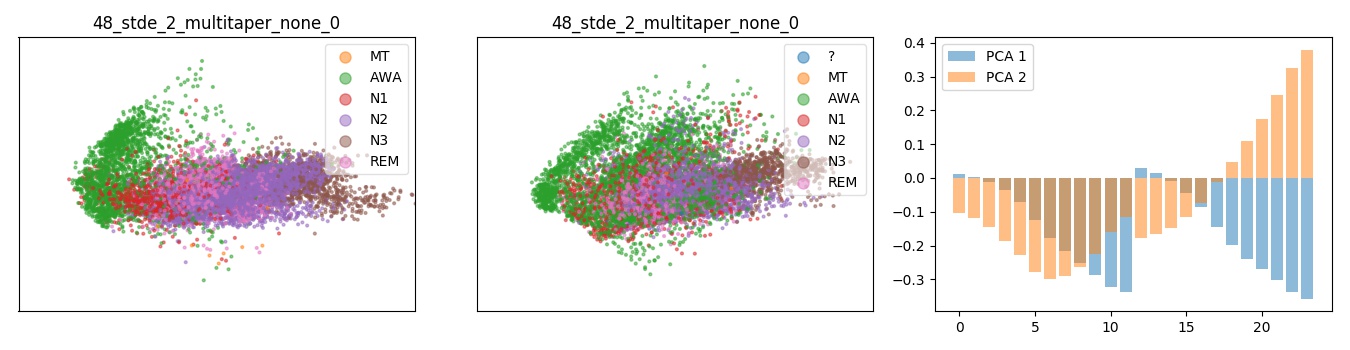 48_stde_2_multitaper_none_0
MT
AWA
N1
N2
N3
REM
48_stde_2_multitaper_none_0
?
MT
AWA
N1
N2
N3
REM
PCA 1
PCA 2
0.4
0.3
0.2
0.1
0.0
−0.1
−0.2
−0.3
0
5
10
15
20